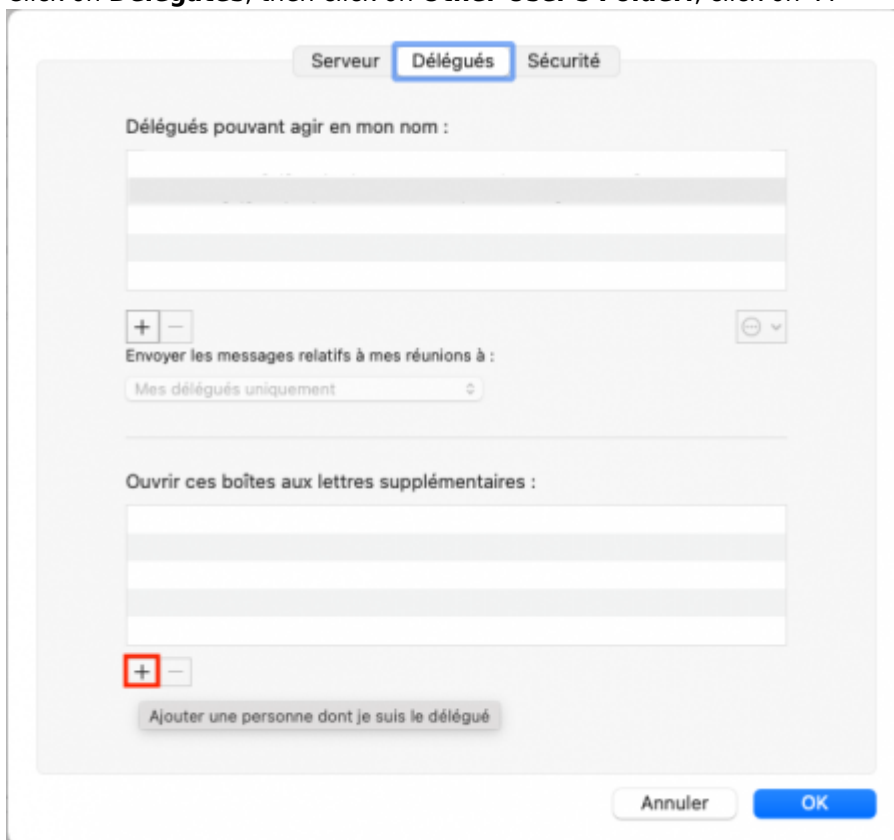 Serveur Délégués Sécurité
Délégués pouvant agir en mon nom :
+ −
Envoyer les messages relatifs à mes réunions à :
Mes délégués uniquement
Ouvrir ces boîtes aux lettres supplémentaires :
+ −
Ajouter une personne dont je suis le délégué
Annuler OK